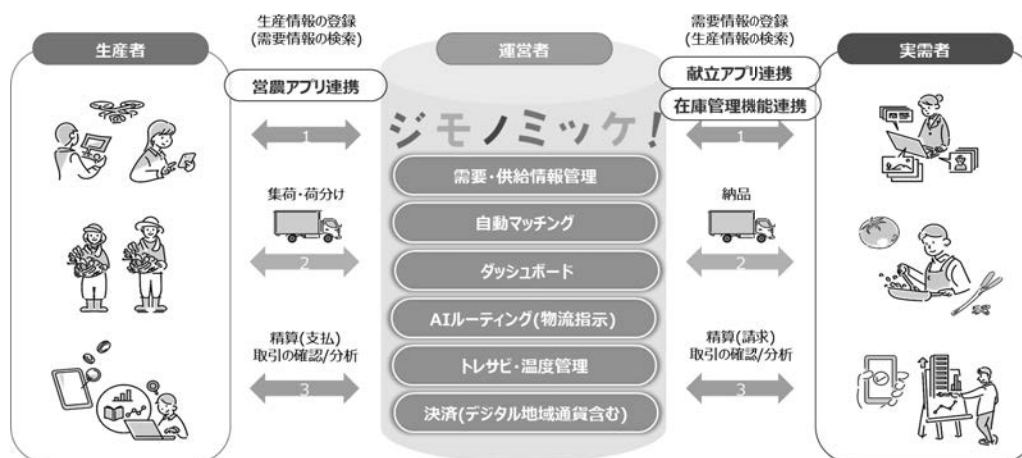 生産情報の登録
(需要情報の検索)
需要情報の登録
(生産情報の検索)
生産者
運営者
実需者
営農アプリ連携
献立アプリ連携
在庫管理機能連携
1
ジモノミッケ!
1
需要・供給情報管理
集荷・荷分け
納品
自動マッチング
2
2
ダッシュボード
AIルーティング(物流指示)
精算(支払)
取引の確認/分析
精算(請求)
取引の確認/分析
トレサビ・温度管理
3
3
決済(デジタル地域通貨含む)